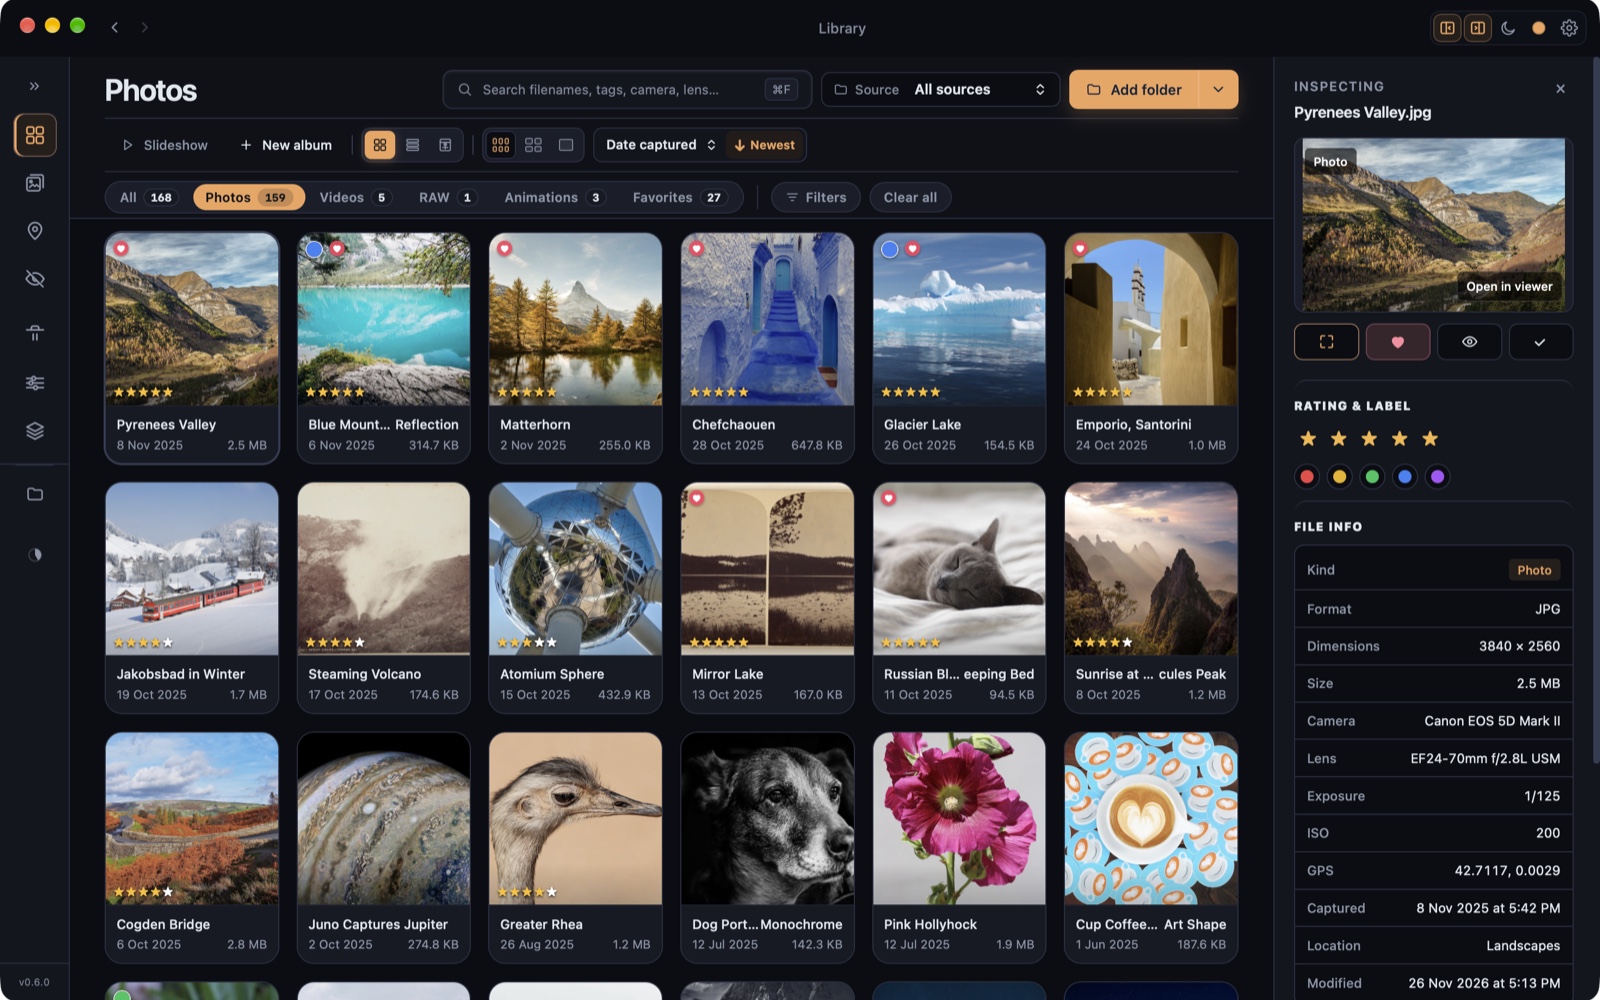 Library
Photos
Search filenames, tags, camera, lens... ⌘F
Source All sources
Add folder
Slideshow
New album
Date captured
Newest
All 168
Photos 159
Videos 5
RAW 1
Animations 3
Favorites 27
Filters
Clear all
Pyrenees Valley
8 Nov 2025 2.5 MB
Blue Mount... Reflection
6 Nov 2025 314.7 KB
Matterhorn
2 Nov 2025 255.0 KB
Chefchaouen
28 Oct 2025 647.8 KB
Glacier Lake
26 Oct 2025 154.5 KB
Emporio, Santorini
24 Oct 2025 1.0 MB
Jakobsbad in Winter
19 Oct 2025 1.7 MB
Steaming Volcano
17 Oct 2025 174.6 KB
Atomium Sphere
15 Oct 2025 432.9 KB
Mirror Lake
13 Oct 2025 167.0 KB
Russian Bl... eeping Bed
11 Oct 2025 94.5 KB
Sunrise at ... cules Peak
8 Oct 2025 1.2 MB
Cogden Bridge
6 Oct 2025 2.8 MB
Juno Captures Jupiter
2 Oct 2025 274.8 KB
Greater Rhea
26 Aug 2025 1.2 MB
Dog Port... Monochrome
12 Jul 2025 142.3 KB
Pink Hollyhock
12 Jul 2025 1.9 MB
Cup Coffee... Art Shape
1 Jun 2025 187.6 KB
v0.6.0
INSPECTING
Pyrenees Valley.jpg
Photo
Open in viewer
RATING & LABEL
FILE INFO
Kind Photo
Format JPG
Dimensions 3840 × 2560
Size 2.5 MB
Camera Canon EOS 5D Mark II
Lens EF24-70mm f/2.8L USM
Exposure 1/125
ISO 200
GPS 42.7117, 0.0029
Captured 8 Nov 2025 at 5:42 PM
Location Landscapes
Modified 26 Nov 2026 at 5:13 PM